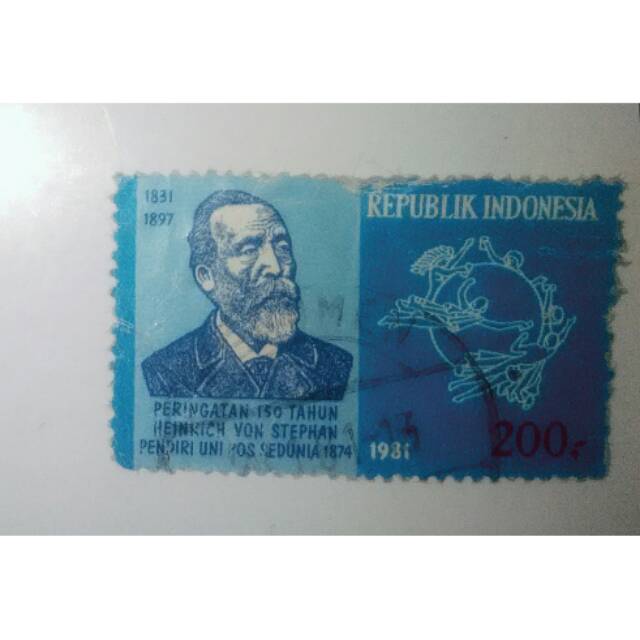 1831
1897
PERINGATAN 150 TAHUN
HEINRICH VON STEPHAN
PENDIRI UNI POS SEDUNIA 1874
REPUBLIK INDONESIA
1981
200,-